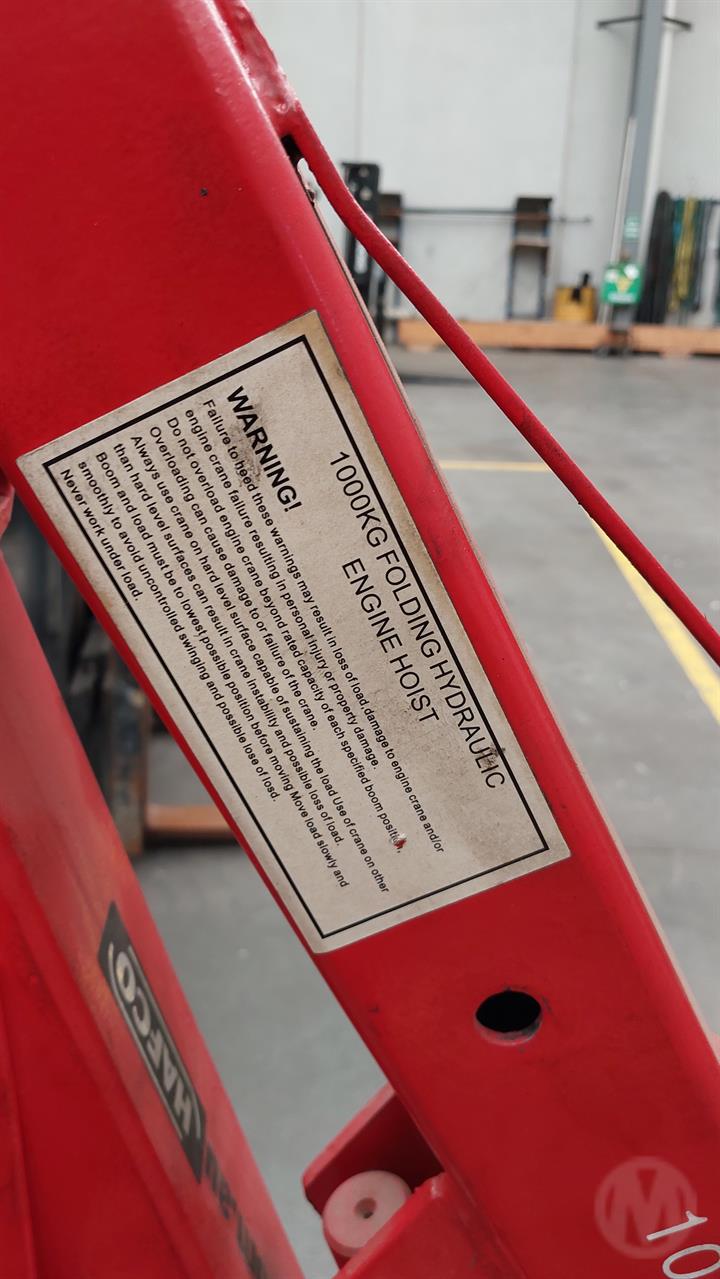 1000KG FOLDING HYDRAULIC
ENGINE HOIST
WARNING!
Failure to heed these warnings may result in loss of load,damage to engine crane and/or
engine crane failure resulting in personal injury or property damage.
Do not overload engine crane beyond rated capacity of each specified boom position,
Overloading can cause damage to or failure of the crane.
Always use crane on hard level surface capable of sustaining the load Use of crane on other
than hard level surfaces can result in crane instability and possible loss of load.
Boom and load must be to lowest possible position before moving Move load slowly and
smoothly to avoid uncontrolled swinging and possible lose of losd.
Never work under load.
HAFCO
10
M